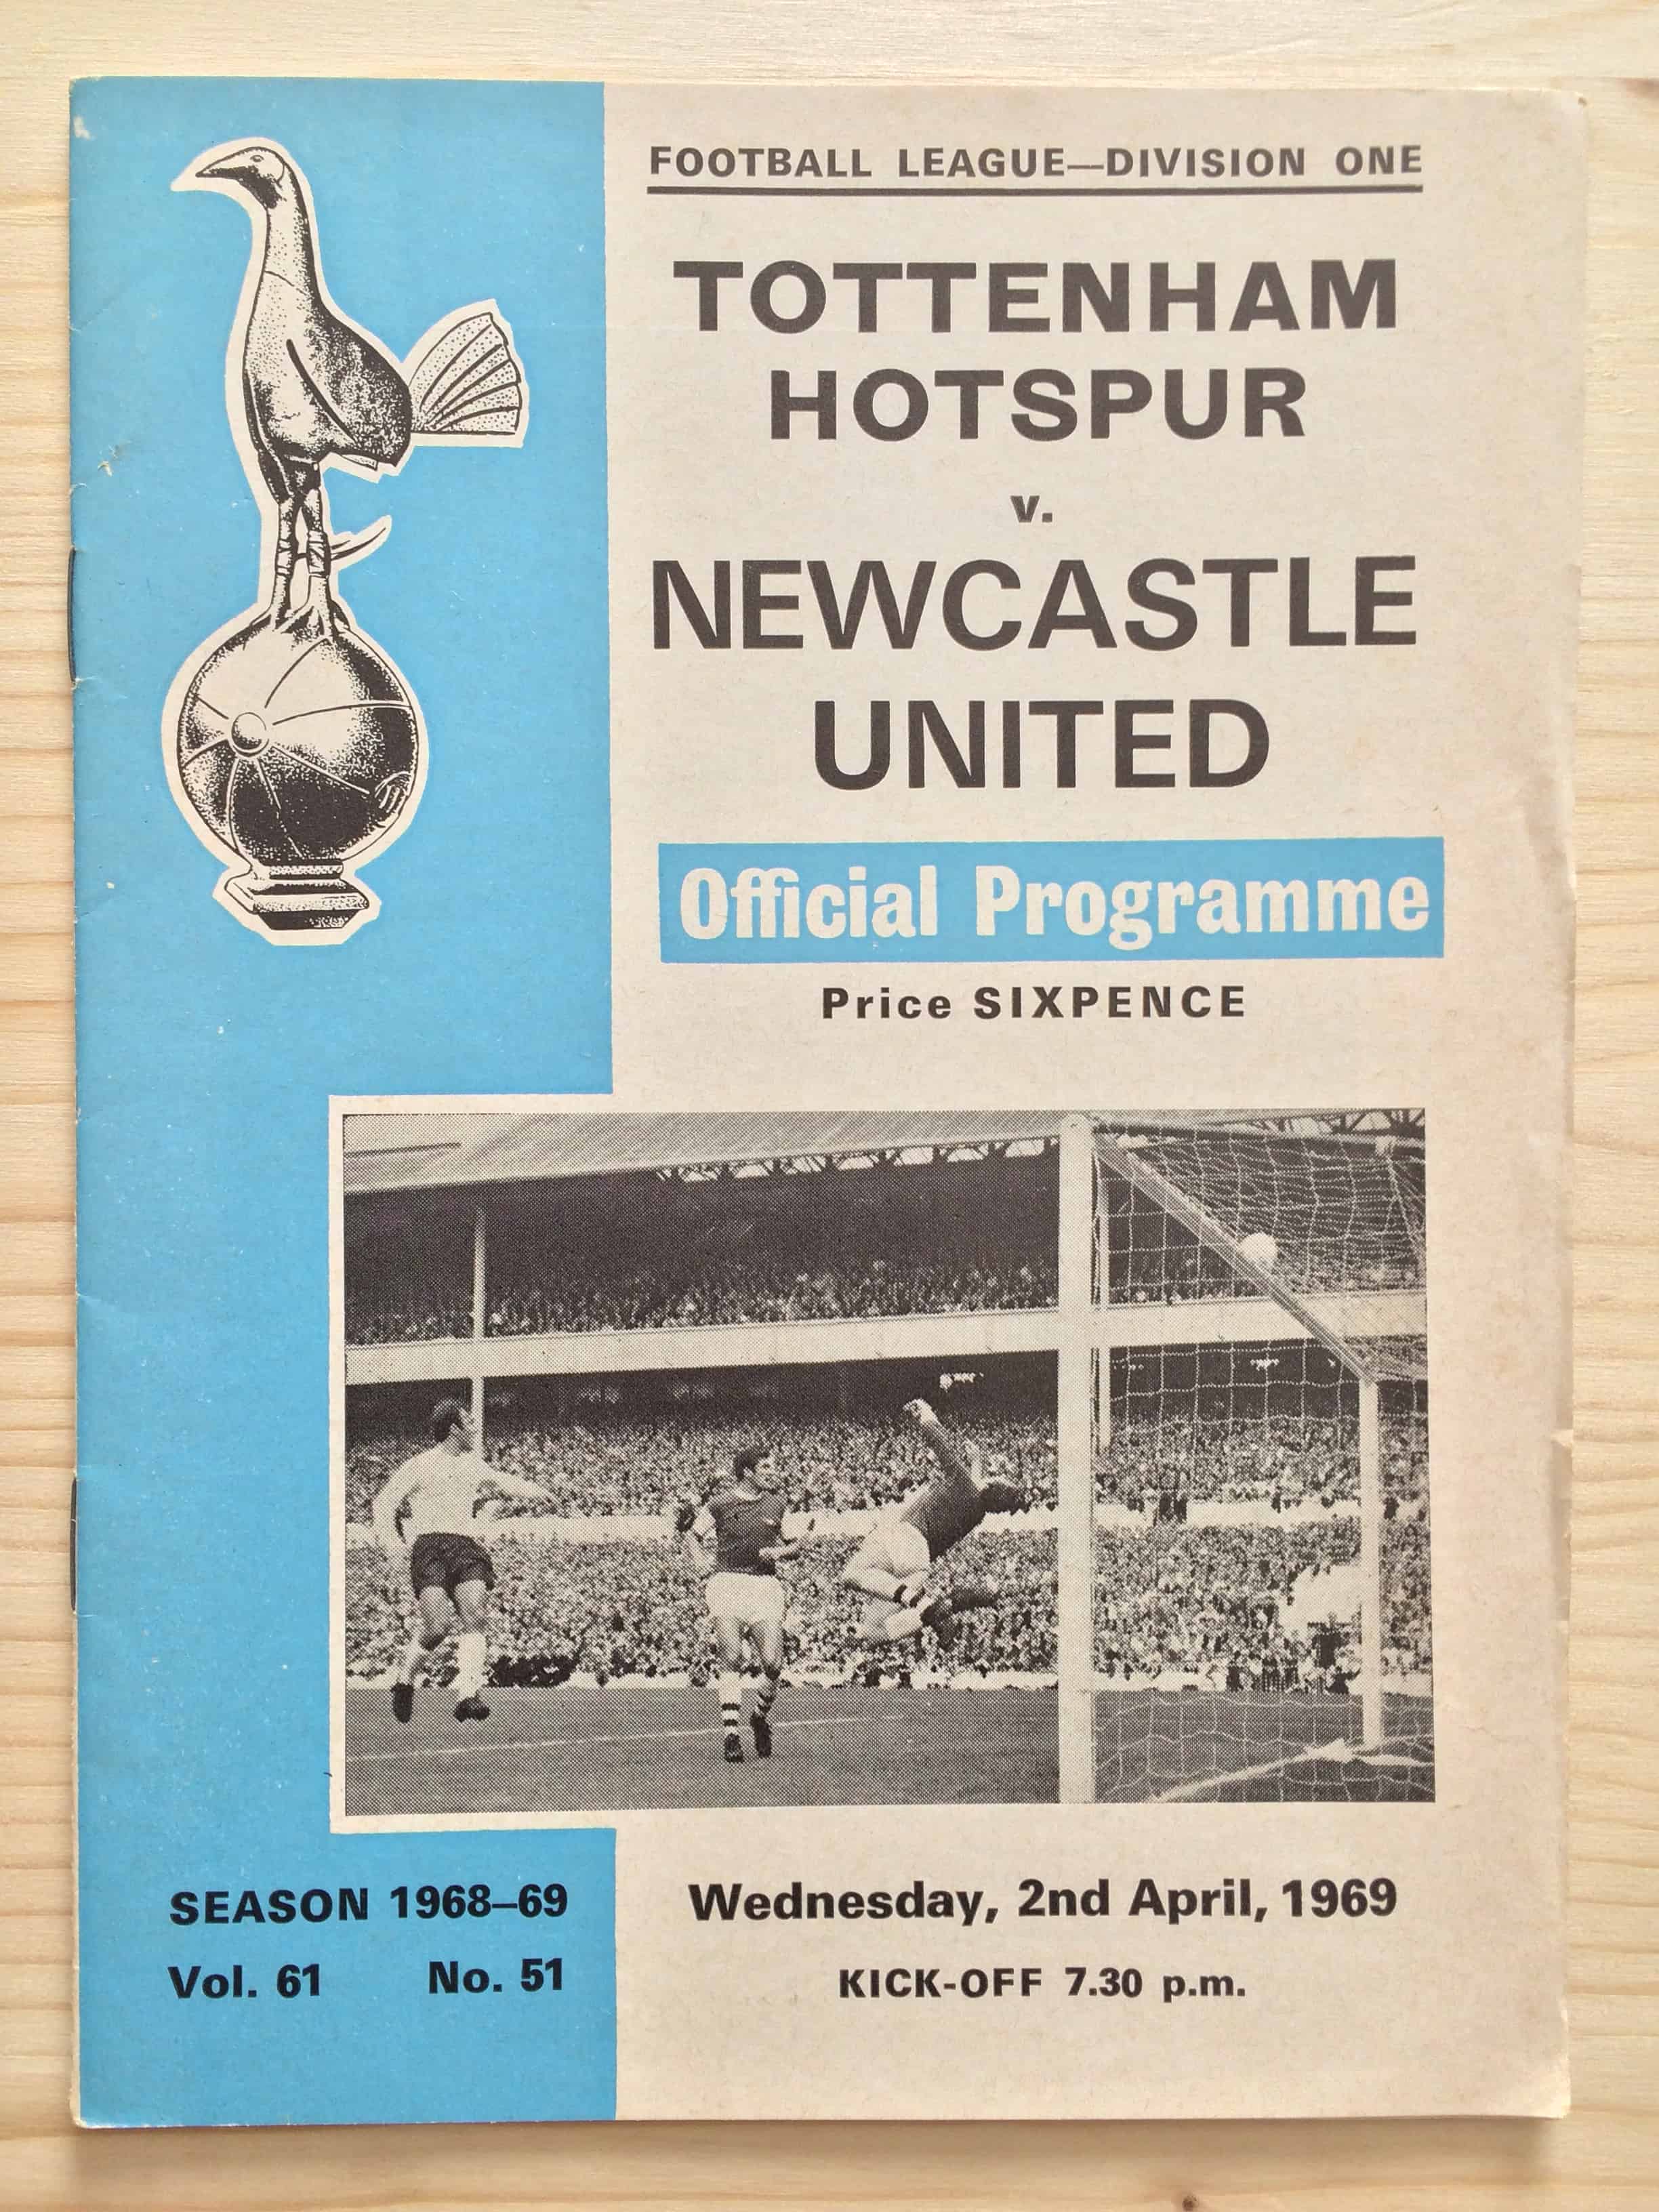 FOOTBALL LEAGUE—DIVISION ONE
TOTTENHAM
HOTSPUR
v.
NEWCASTLE
UNITED
Official Programme
Price SIXPENCE
SEASON 1968–69
Vol. 61 No. 51
Wednesday, 2nd April, 1969
KICK-OFF 7.30 p.m.